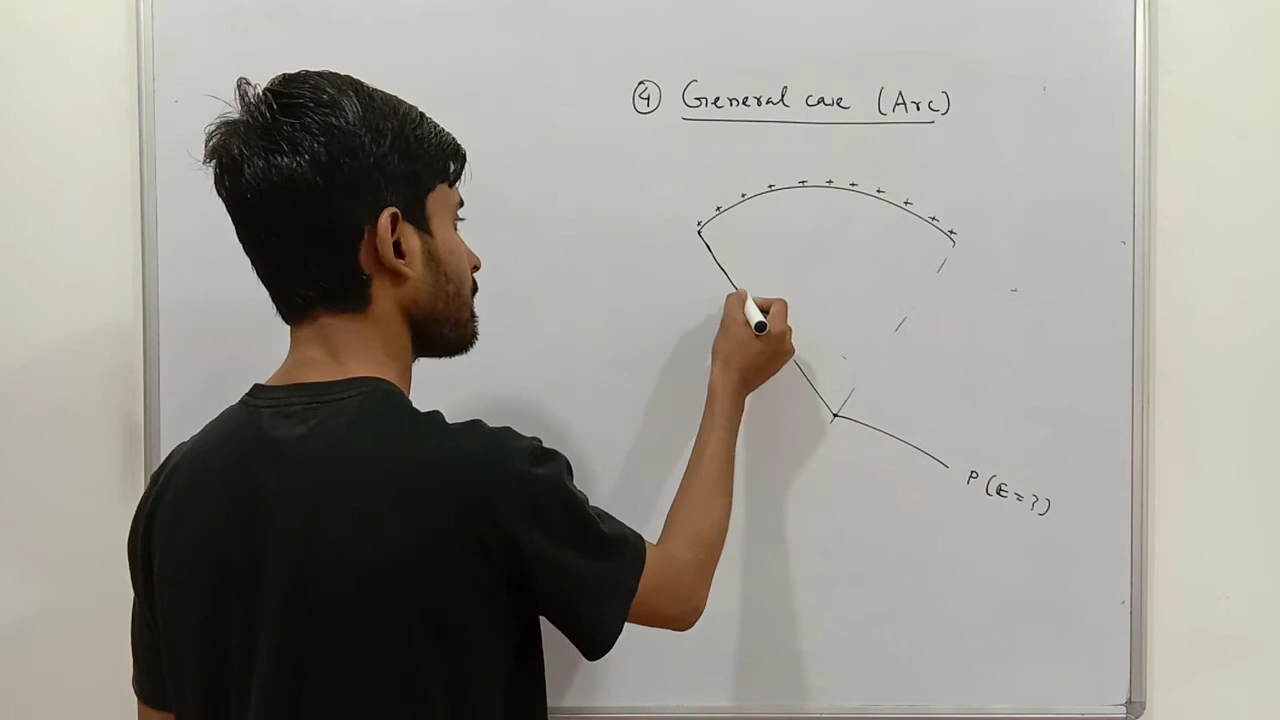 ④ General case (Arc)
+ + + + + + + + + + +
P (E = ?)